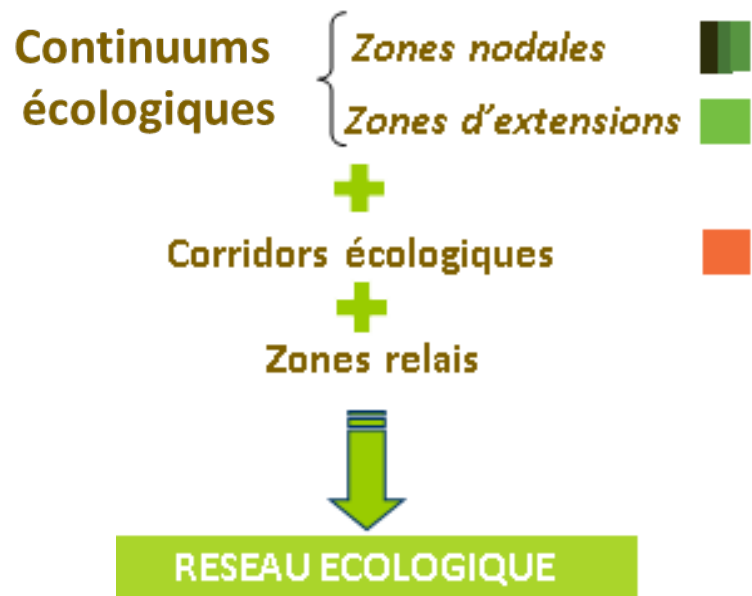 Continuums
écologiques
Zones nodales
Zones d'extensions
Corridors écologiques
Zones relais
RESEAU ECOLOGIQUE